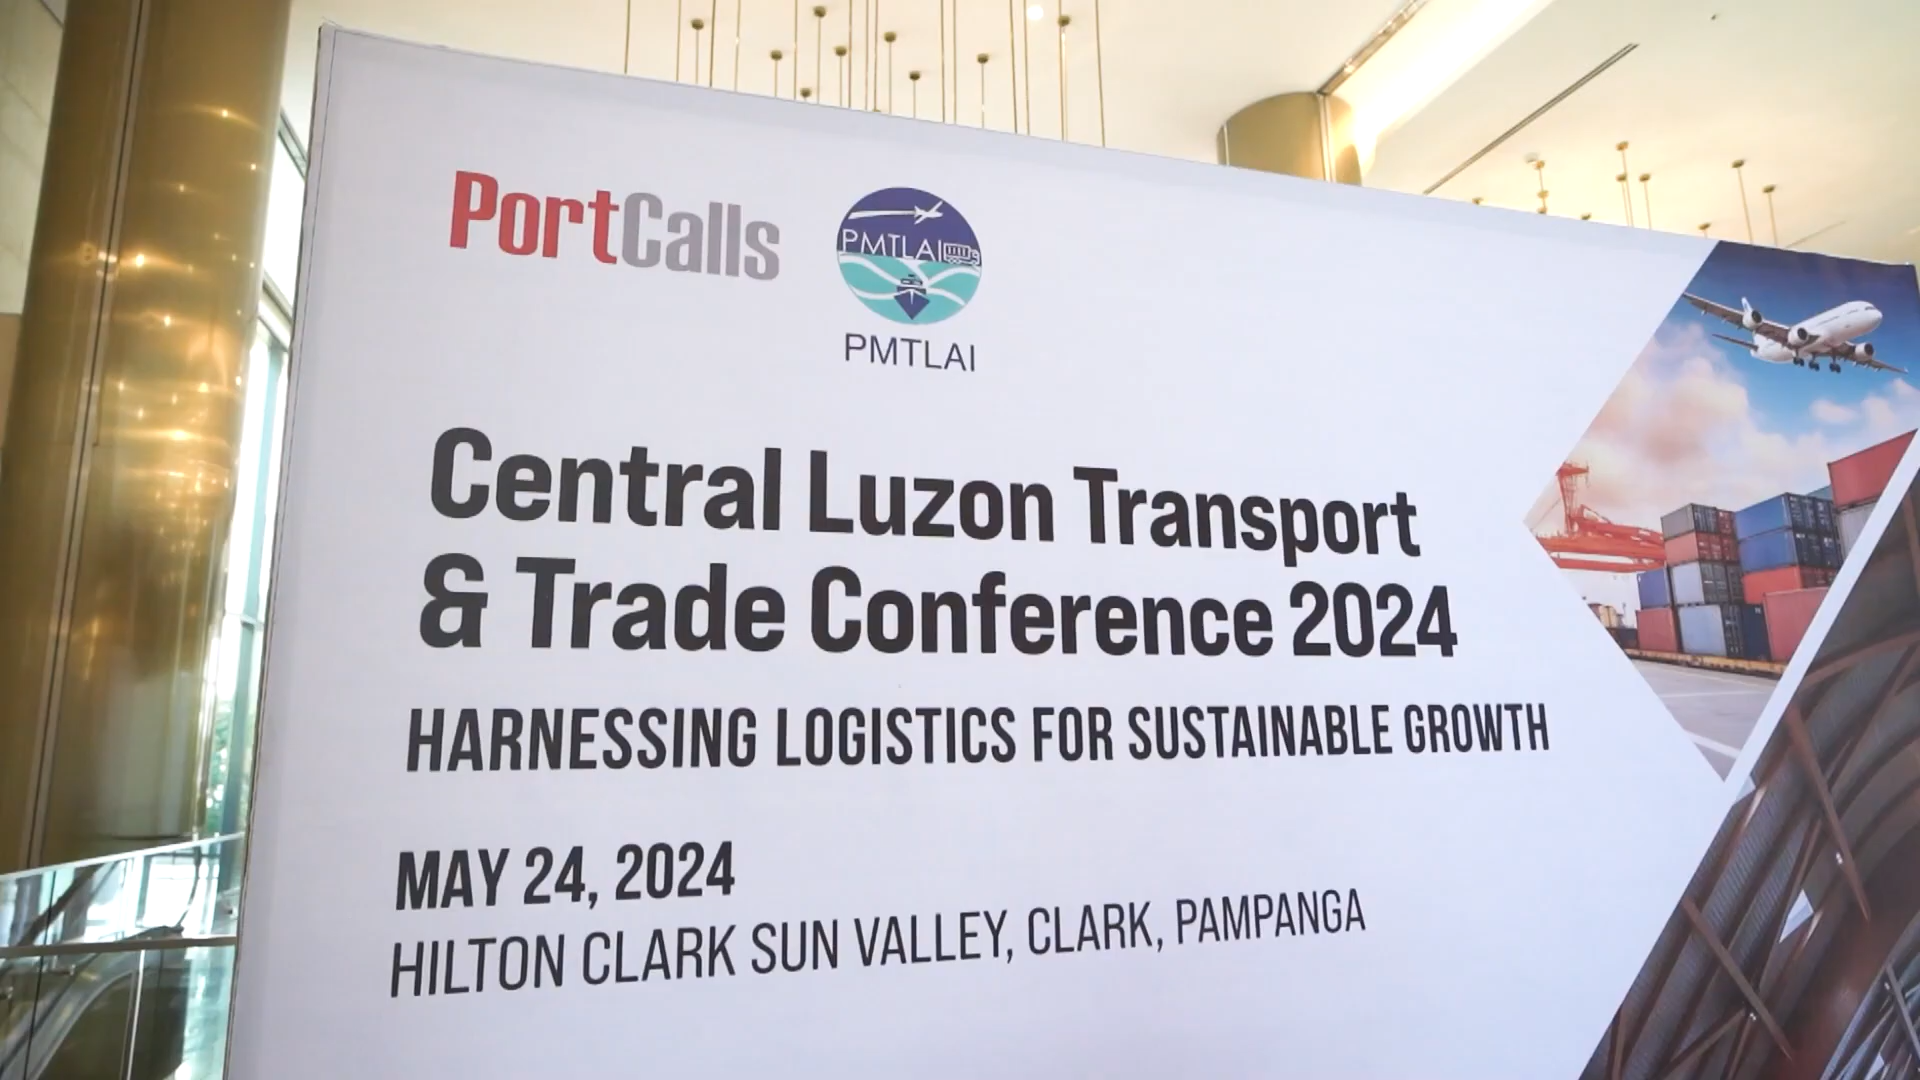 PortCalls
PMTLAI
PMTLAI
Central Luzon Transport
& Trade Conference 2024
HARNESSING LOGISTICS FOR SUSTAINABLE GROWTH
MAY 24, 2024
HILTON CLARK SUN VALLEY, CLARK, PAMPANGA